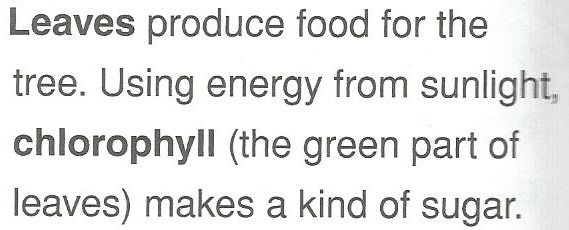 Leaves produce food for the
tree. Using energy from sunlight,
chlorophyll (the green part of
leaves) makes a kind of sugar.